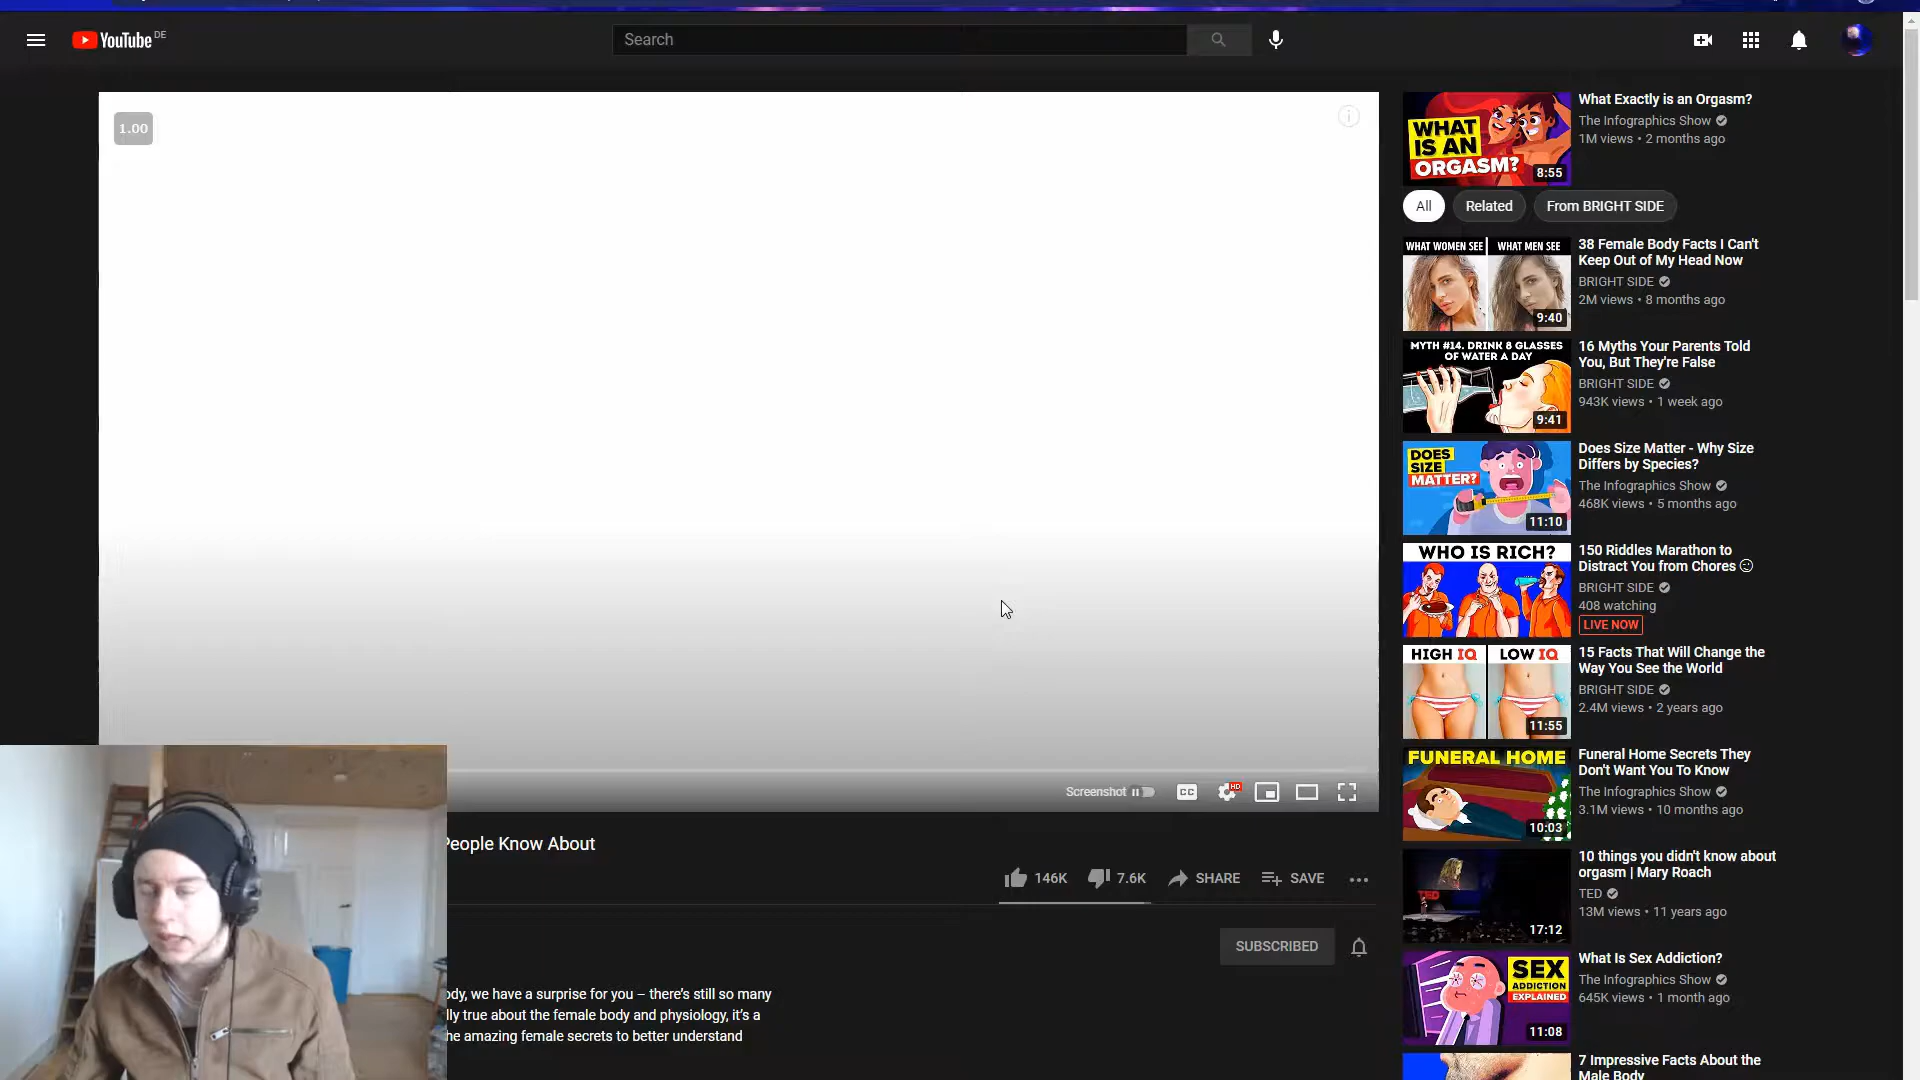 YouTube DE
Search
1.00
Screenshot
CC
HD
People Know About
146K
7.6K
SHARE
SAVE
SUBSCRIBED
ody, we have a surprise for you – there's still so many
lly true about the female body and physiology, it's a
he amazing female secrets to better understand
WHAT
IS AN
ORGASM?
8:55
What Exactly is an Orgasm?
The Infographics Show
1M views • 2 months ago
All
Related
From BRIGHT SIDE
WHAT WOMEN SEE
WHAT MEN SEE
9:40
38 Female Body Facts I Can't
Keep Out of My Head Now
BRIGHT SIDE
2M views • 8 months ago
MYTH #14. DRINK 8 GLASSES
OF WATER A DAY
9:41
16 Myths Your Parents Told
You, But They're False
BRIGHT SIDE
943K views • 1 week ago
DOES
SIZE
MATTER?
11:10
Does Size Matter - Why Size
Differs by Species?
The Infographics Show
468K views • 5 months ago
WHO IS RICH?
150 Riddles Marathon to
Distract You from Chores
BRIGHT SIDE
408 watching
LIVE NOW
HIGH IQ
LOW IQ
11:55
15 Facts That Will Change the
Way You See the World
BRIGHT SIDE
2.4M views • 2 years ago
FUNERAL HOME
10:03
Funeral Home Secrets They
Don't Want You To Know
The Infographics Show
3.1M views • 10 months ago
TED
17:12
10 things you didn't know about
orgasm | Mary Roach
TED
13M views • 11 years ago
SEX
ADDICTION
EXPLAINED
11:08
What Is Sex Addiction?
The Infographics Show
645K views • 1 month ago
7 Impressive Facts About the
Male Body